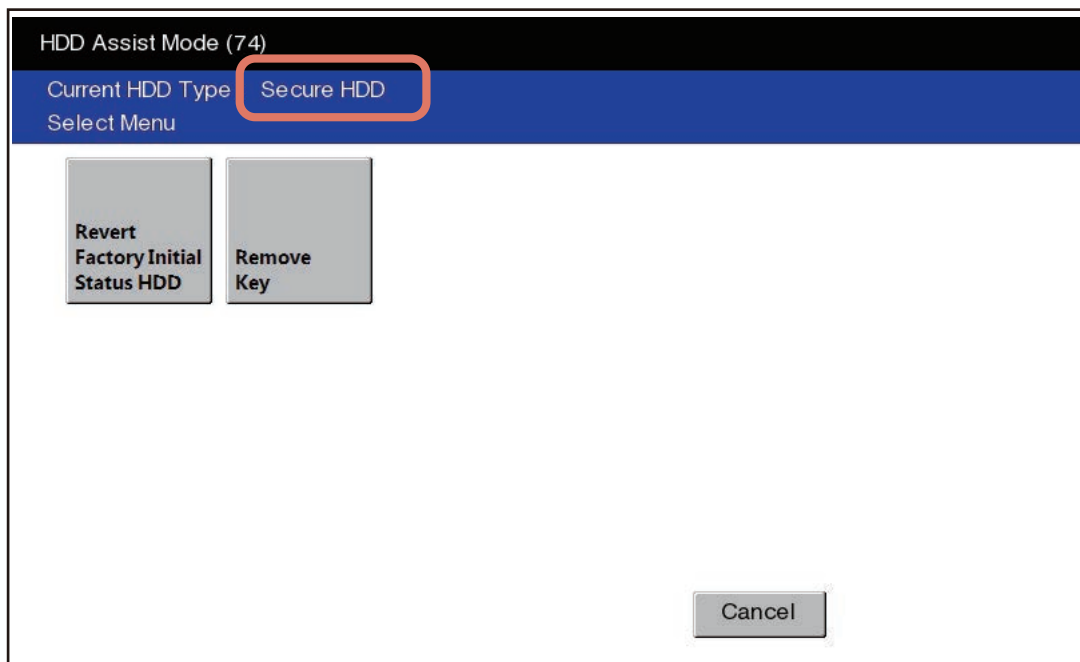 HDD Assist Mode (74)
Current HDD Type Secure HDD
Select Menu
Revert
Factory Initial
Status HDD
Remove
Key
Cancel